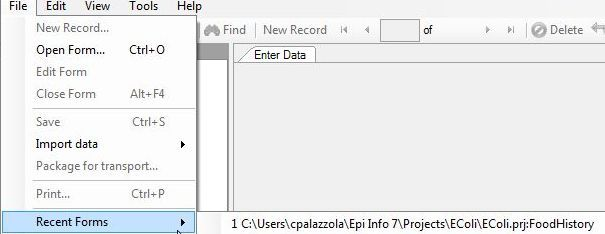 File Edit View Tools Help
New Record...
Find New Record of Delete
Open Form... Ctrl+O
Enter Data
Edit Form
Close Form Alt+F4
Save Ctrl+S
Import data
Package for transport...
Print... Ctrl+P
Recent Forms
1 C:\Users\cpalazzola\Epi Info 7\Projects\EColi\EColi.prj:FoodHistory